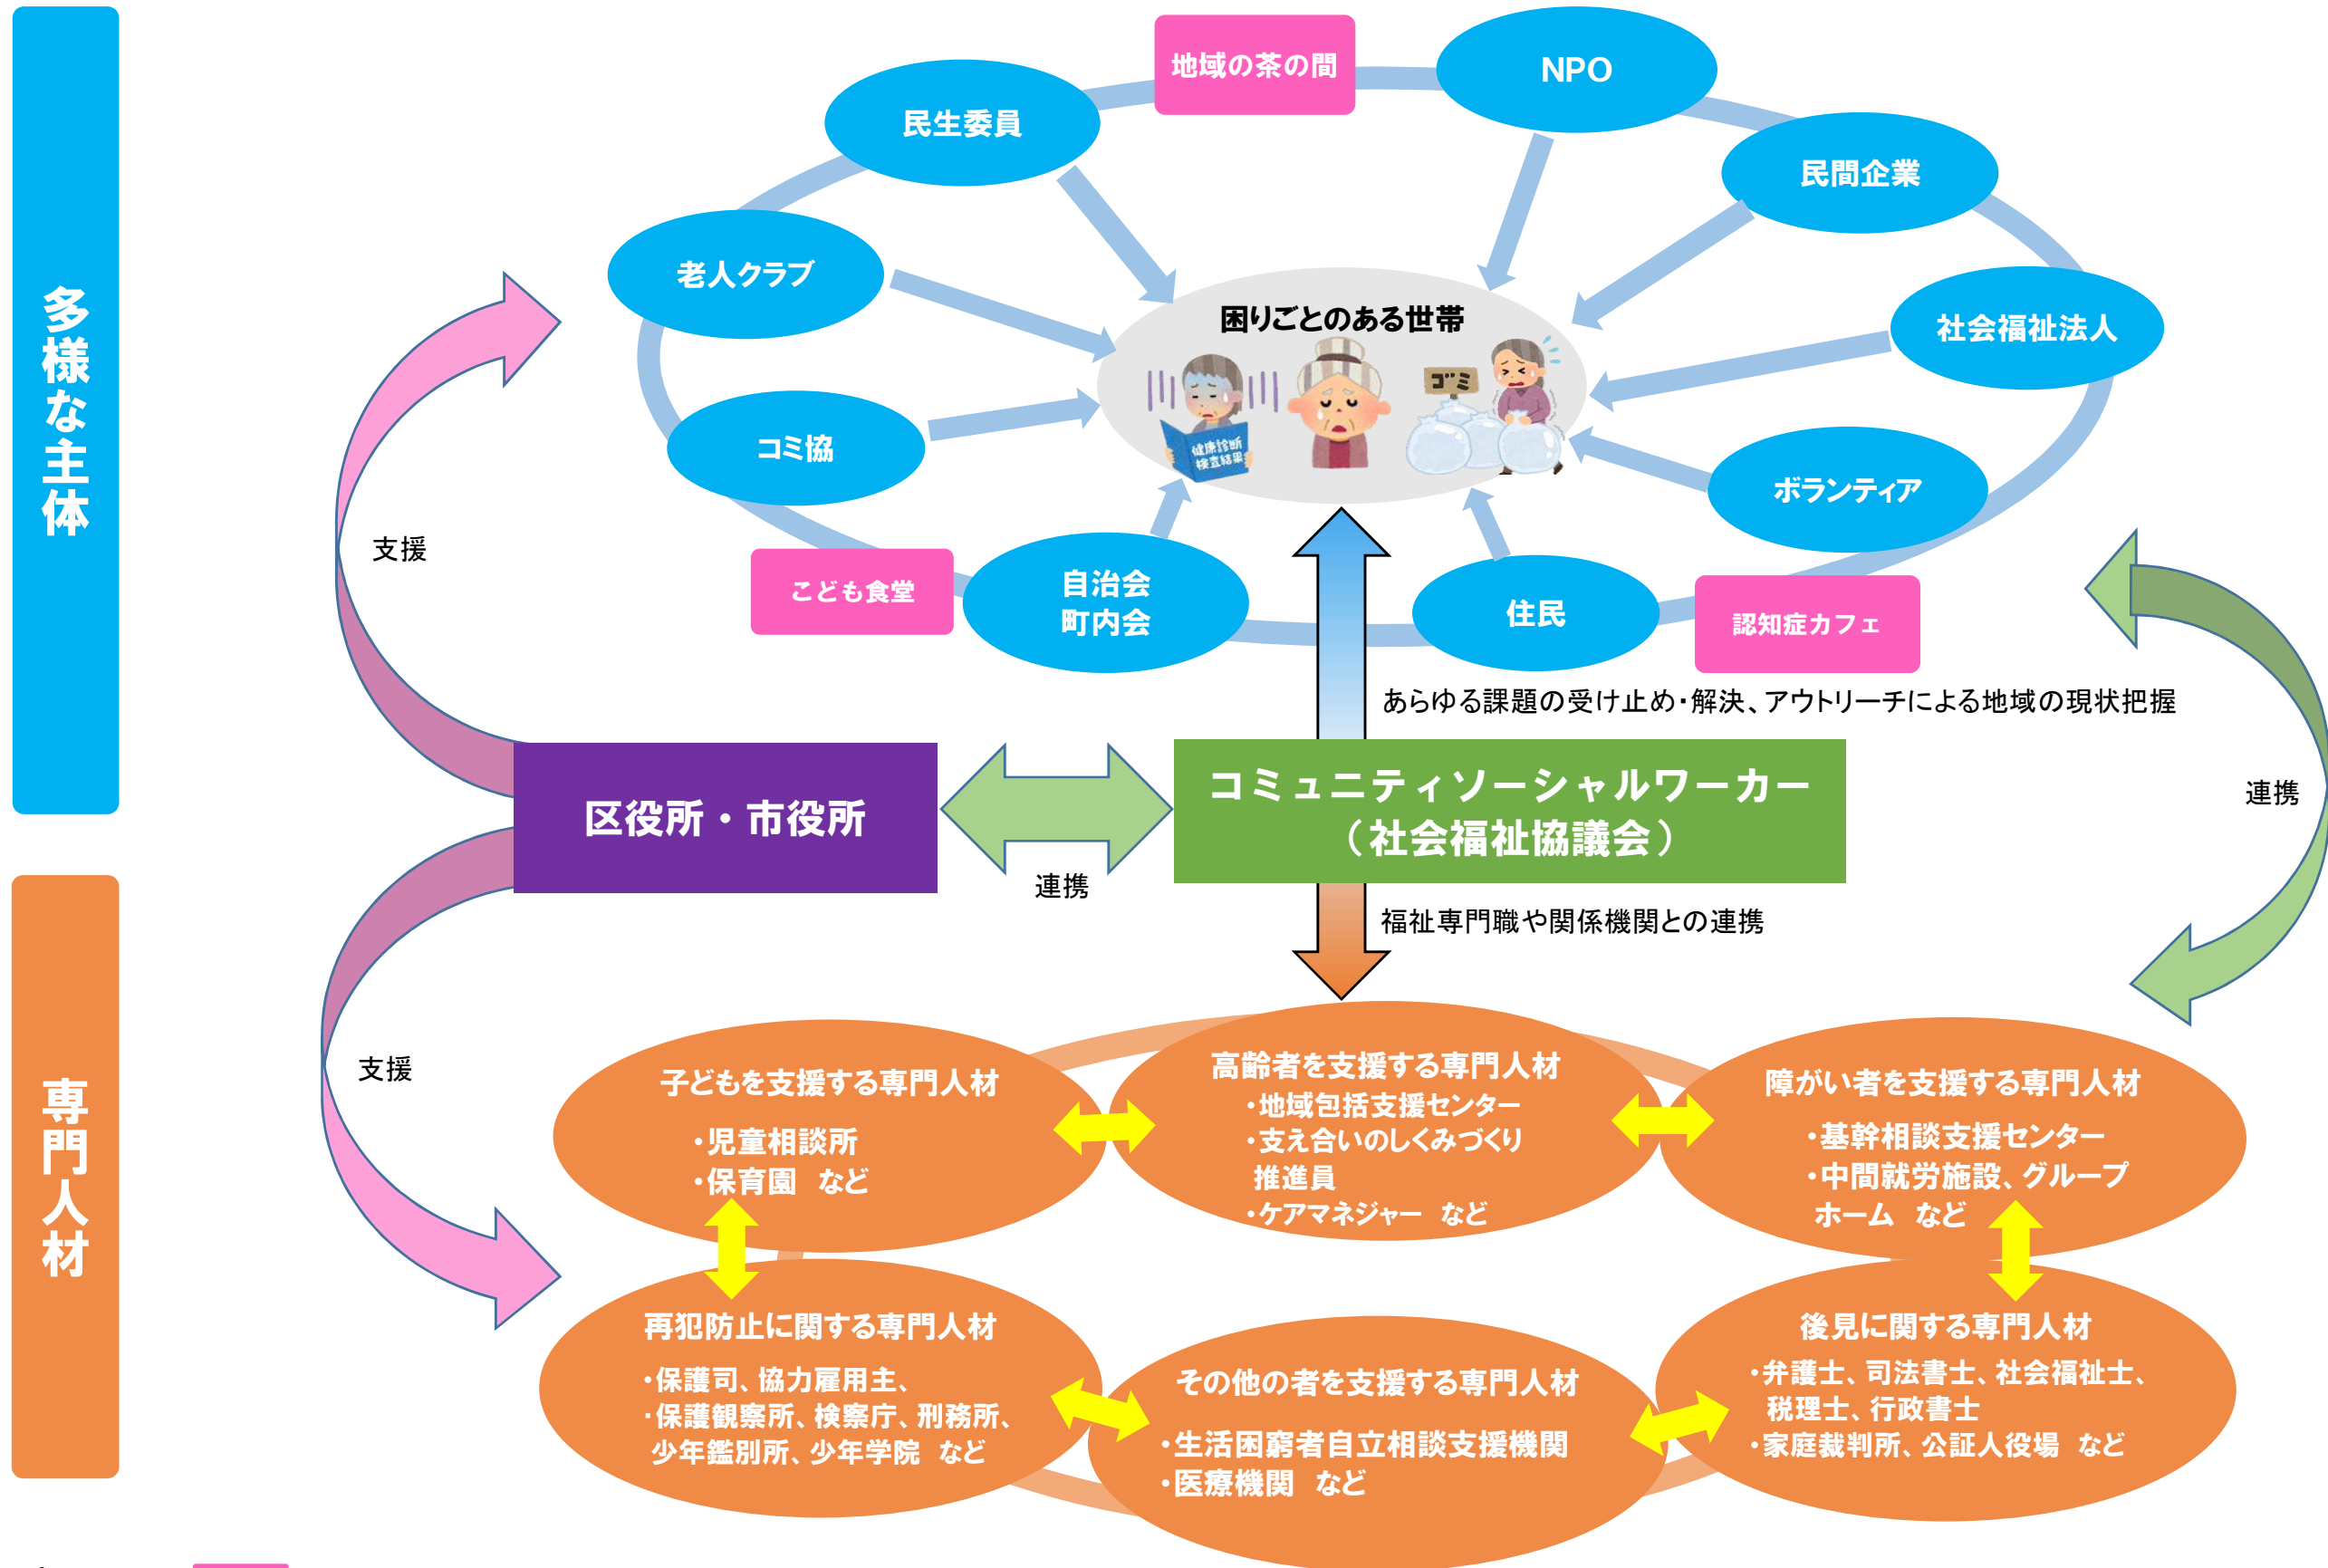 多様な主体
専門人材
地域の茶の間
NPO
民生委員
民間企業
老人クラブ
社会福祉法人
困りごとのある世帯
ゴミ
健康診断
検査結果
コミ協
ボランティア
自治会
町内会
こども食堂
住民
認知症カフェ
支援
あらゆる課題の受け止め・解決、アウトリーチによる地域の現状把握
区役所・市役所
コミュニティソーシャルワーカー
（社会福祉協議会）
連携
連携
福祉専門職や関係機関との連携
支援
子どもを支援する専門人材
・児童相談所
・保育園　など
高齢者を支援する専門人材
・地域包括支援センター
・支え合いのしくみづくり
推進員
・ケアマネジャー　など
障がい者を支援する専門人材
・基幹相談支援センター
・中間就労施設、グループ
ホーム　など
再犯防止に関する専門人材
・保護司、協力雇用主、
・保護観察所、検察庁、刑務所、
少年鑑別所、少年学院　など
その他の者を支援する専門人材
・生活困窮者自立相談支援機関
・医療機関　など
後見に関する専門人材
・弁護士、司法書士、社会福祉士、
税理士、行政書士
・家庭裁判所、公証人役場　など